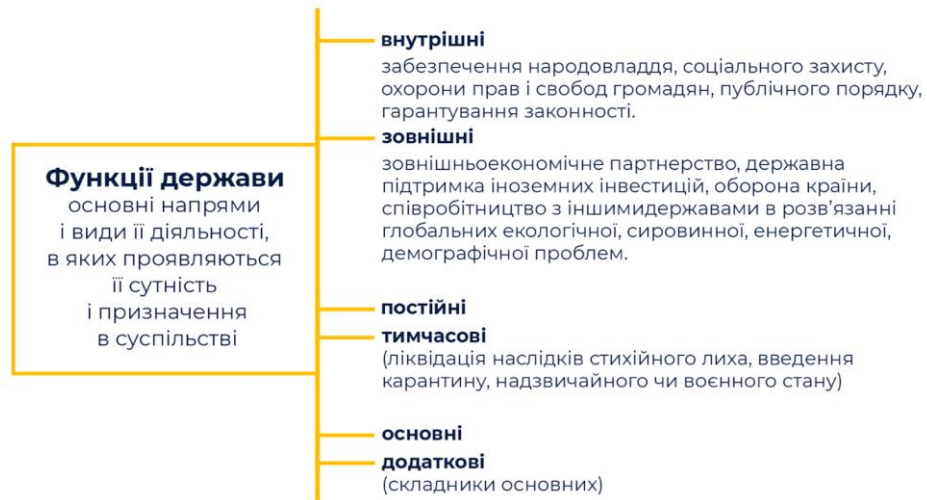 Функції держави
основні напрями
і види її діяльності,
в яких проявляються
її сутність
і призначення
в суспільстві
внутрішні
забезпечення народовладдя, соціального захисту,
охорони прав і свобод громадян, публічного порядку,
гарантування законності.
зовнішні
зовнішньоекономічне партнерство, державна
підтримка іноземних інвестицій, оборона країни,
співробітництво з іншимидержавами в розв’язанні
глобальних екологічної, сировинної, енергетичної,
демографічної проблем.
постійні
тимчасові
(ліквідація наслідків стихійного лиха, введення
карантину, надзвичайного чи воєнного стану)
основні
додаткові
(складники основних)